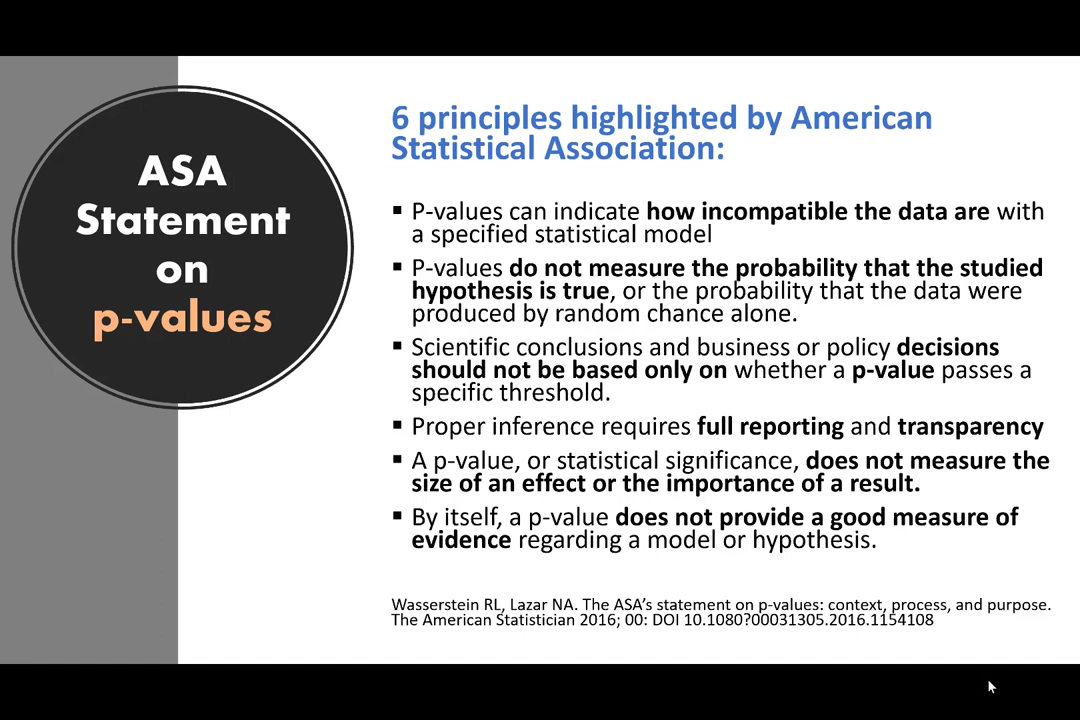 ASA
Statement
on
p-values
6 principles highlighted by American
Statistical Association:
▪ P-values can indicate how incompatible the data are with
a specified statistical model
▪ P-values do not measure the probability that the studied
hypothesis is true, or the probability that the data were
produced by random chance alone.
▪ Scientific conclusions and business or policy decisions
should not be based only on whether a p-value passes a
specific threshold.
▪ Proper inference requires full reporting and transparency
▪ A p-value, or statistical significance, does not measure the
size of an effect or the importance of a result.
▪ By itself, a p-value does not provide a good measure of
evidence regarding a model or hypothesis.
Wasserstein RL, Lazar NA. The ASA's statement on p-values: context, process, and purpose.
The American Statistician 2016; 00: DOI 10.1080?00031305.2016.1154108